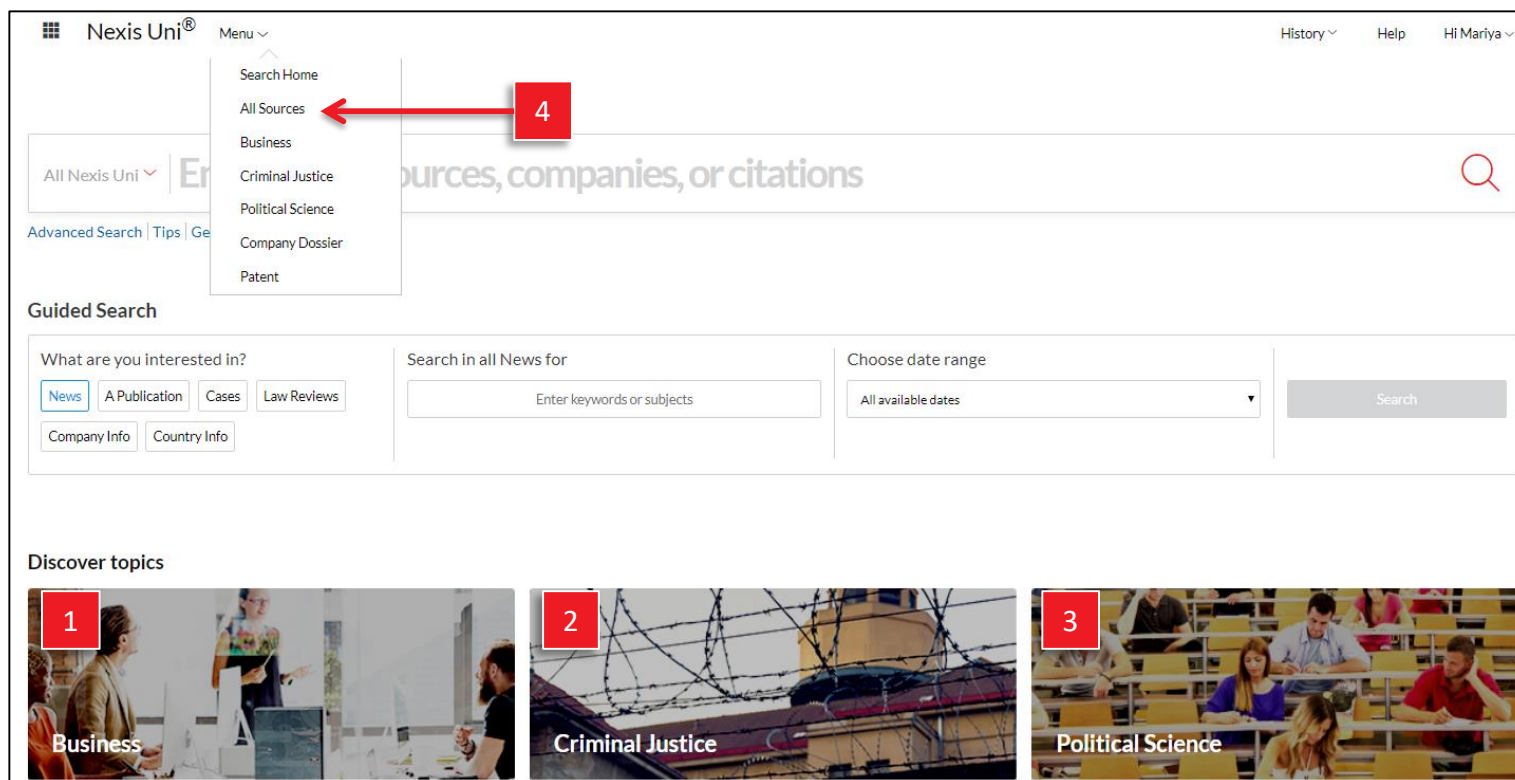 Nexis Uni® Menu History Help Hi Mariya
Search Home
All Sources
4
Business
Criminal Justice
Political Science
Company Dossier
Patent
All Nexis Uni
companies, or citations
Advanced Search | Tips |
Guided Search
What are you interested in?
News A Publication Cases Law Reviews
Company Info Country Info
Search in all News for
Enter keywords or subjects
Choose date range
All available dates
Search
Discover topics
1
Business
2
Criminal Justice
3
Political Science